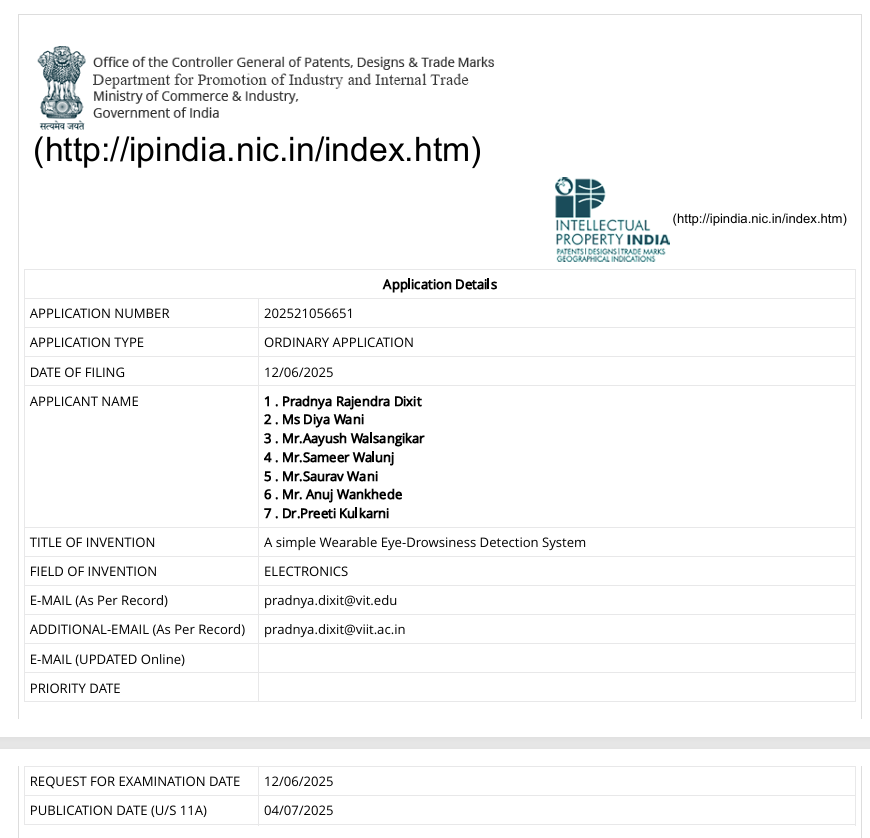 Office of the Controller General of Patents, Designs & Trade Marks
Department for Promotion of Industry and Internal Trade
Ministry of Commerce & Industry,
Government of India
सत्यमेव जयते
(http://ipindia.nic.in/index.htm)
INTELLECTUAL
PROPERTY INDIA
PATENTS | DESIGNS | TRADE MARKS
GEOGRAPHICAL INDICATIONS
(http://ipindia.nic.in/index.htm)
Application Details
APPLICATION NUMBER 202521056651
APPLICATION TYPE ORDINARY APPLICATION
DATE OF FILING 12/06/2025
APPLICANT NAME 1 . Pradnya Rajendra Dixit
2 . Ms Diya Wani
3 . Mr.Aayush Walsangikar
4 . Mr.Sameer Walunj
5 . Mr.Saurav Wani
6 . Mr. Anuj Wankhede
7 . Dr.Preeti Kulkarni
TITLE OF INVENTION A simple Wearable Eye-Drowsiness Detection System
FIELD OF INVENTION ELECTRONICS
E-MAIL (As Per Record) pradnya.dixit@vit.edu
ADDITIONAL-EMAIL (As Per Record) pradnya.dixit@viit.ac.in
E-MAIL (UPDATED Online)
PRIORITY DATE
REQUEST FOR EXAMINATION DATE 12/06/2025
PUBLICATION DATE (U/S 11A) 04/07/2025